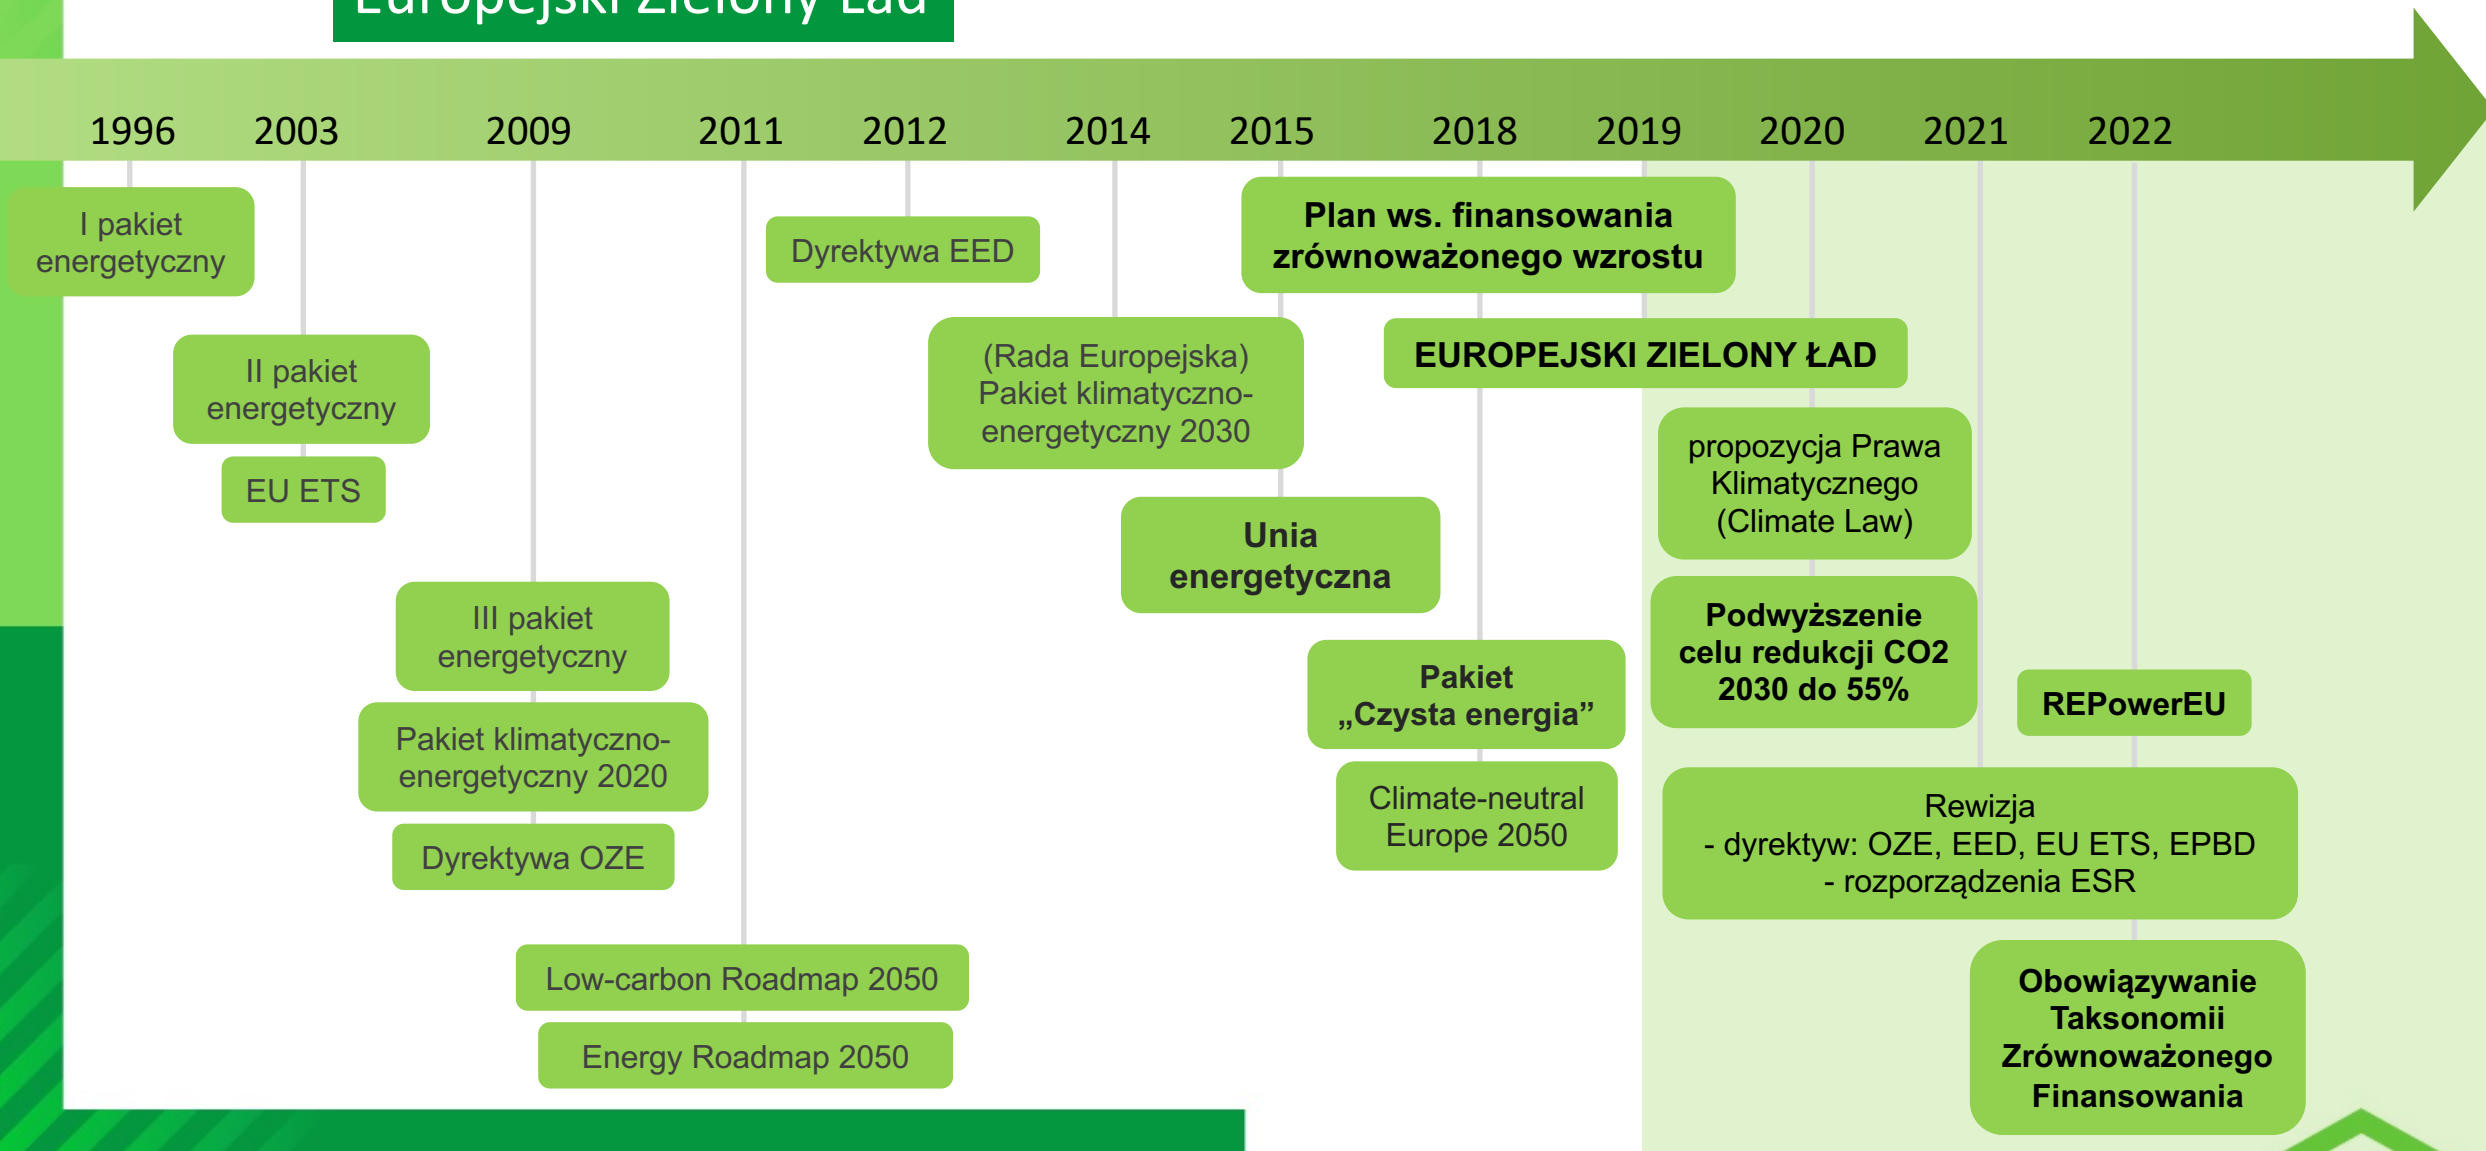 Europejski Zielony Ład
1996 2003 2009 2011 2012 2014 2015 2018 2019 2020 2021 2022
I pakiet
energetyczny
II pakiet
energetyczny
EU ETS
III pakiet
energetyczny
Pakiet klimatyczno-
energetyczny 2020
Dyrektywa OZE
Low-carbon Roadmap 2050
Energy Roadmap 2050
Dyrektywa EED
(Rada Europejska)
Pakiet klimatyczno-
energetyczny 2030
Unia
energetyczna
Plan ws. finansowania
zrównoważonego wzrostu
Pakiet
„Czysta energia”
Climate-neutral
Europe 2050
EUROPEJSKI ZIELONY ŁAD
propozycja Prawa
Klimatycznego
(Climate Law)
Podwyższenie
celu redukcji CO2
2030 do 55%
Rewizja
- dyrektyw: OZE, EED, EU ETS, EPBD
- rozporządzenia ESR
REPowerEU
Obowiązywanie
Taksonomii
Zrównoważonego
Finansowania